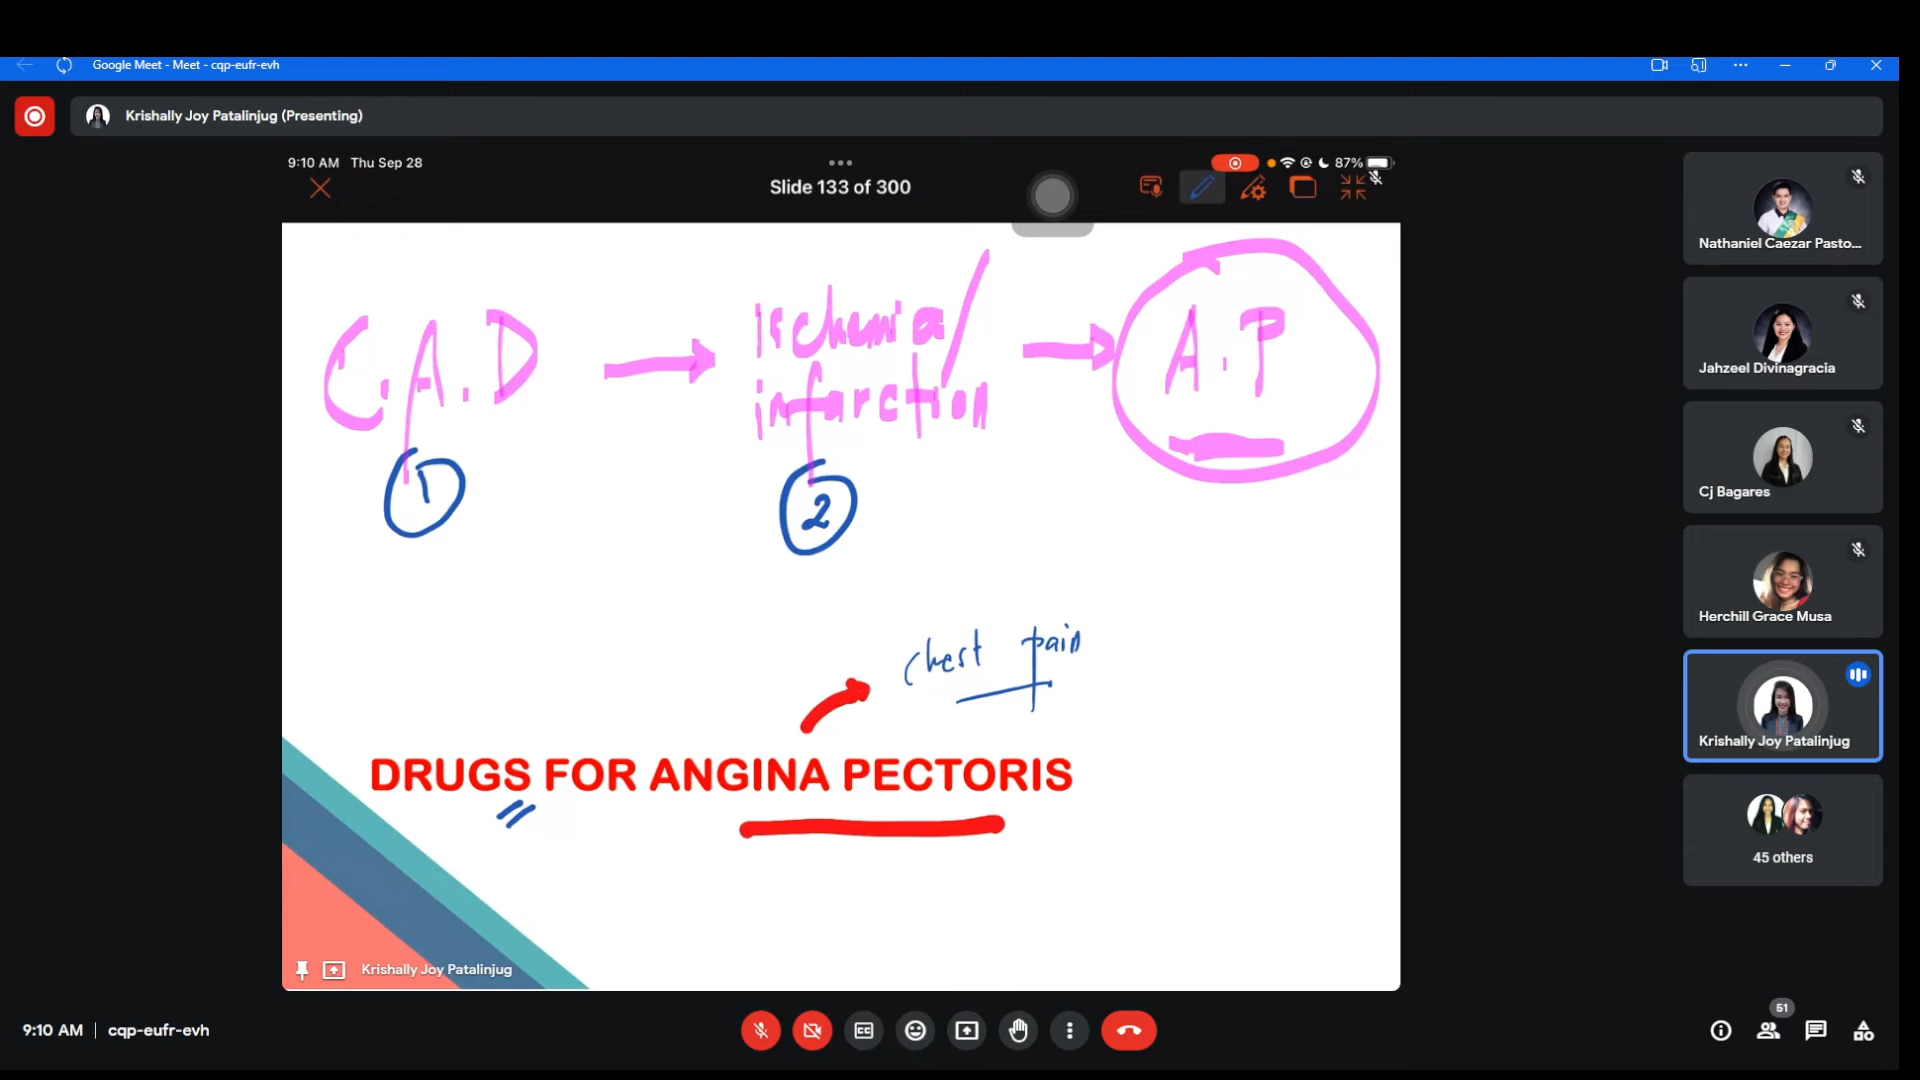 Google Meet - Meet - cqp-eufr-evh
Krishally Joy Patalinjug (Presenting)
9:10 AM Thu Sep 28
87%
Slide 133 of 300
C.A.D
Ischemia/
infarction
A.P
1
2
chest pain
DRUGS FOR ANGINA PECTORIS
Krishally Joy Patalinjug
Nathaniel Caezar Pasto...
Jahzeel Divinagracia
Cj Bagares
Herchill Grace Musa
Krishally Joy Patalinjug
45 others
9:10 AM | cqp-eufr-evh
51